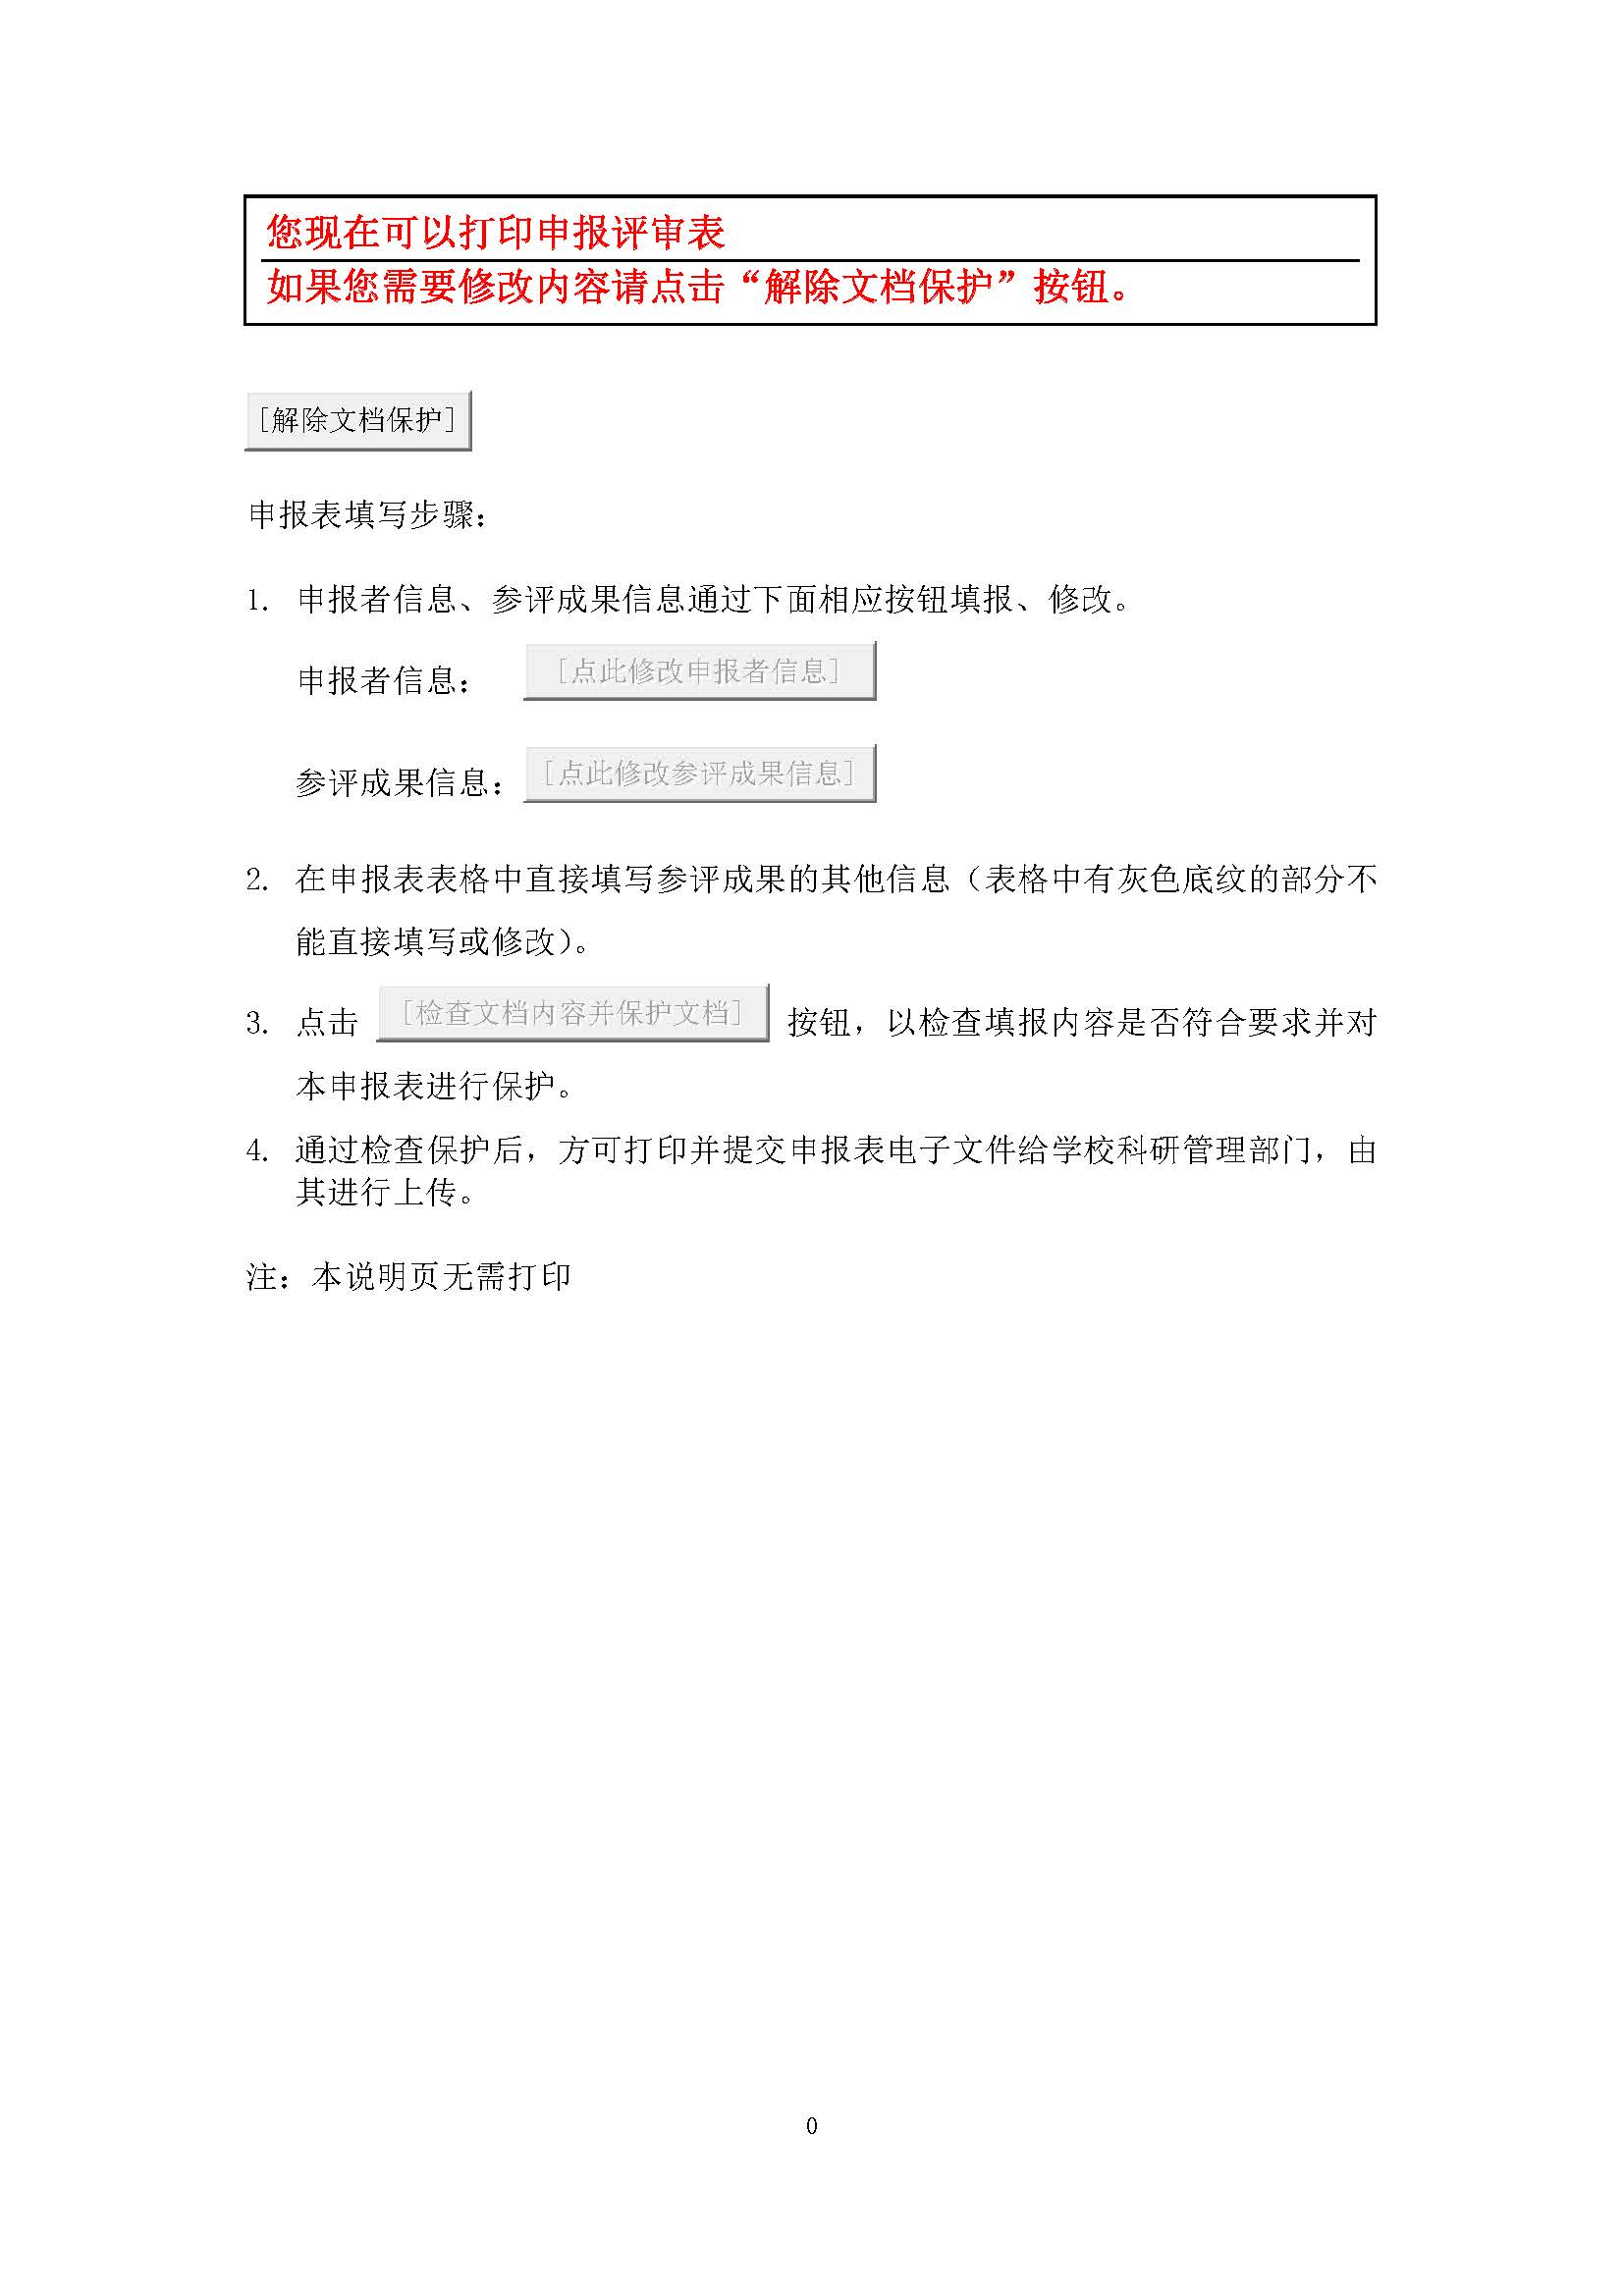 您现在可以打印申报评审表
如果您需要修改内容请点击“解除文档保护”按钮。
[解除文档保护]
申报表填写步骤：
1. 申报者信息、参评成果信息通过下面相应按钮填报、修改。
申报者信息： [点此修改申报者信息]
参评成果信息： [点此修改参评成果信息]
2. 在申报表表格中直接填写参评成果的其他信息（表格中有灰色底纹的部分不
能直接填写或修改）。
3. 点击 [检查文档内容并保护文档] 按钮，以检查填报内容是否符合要求并对
本申报表进行保护。
4. 通过检查保护后，方可打印并提交申报表电子文件给学校科研管理部门，由
其进行上传。
注：本说明页无需打印
0